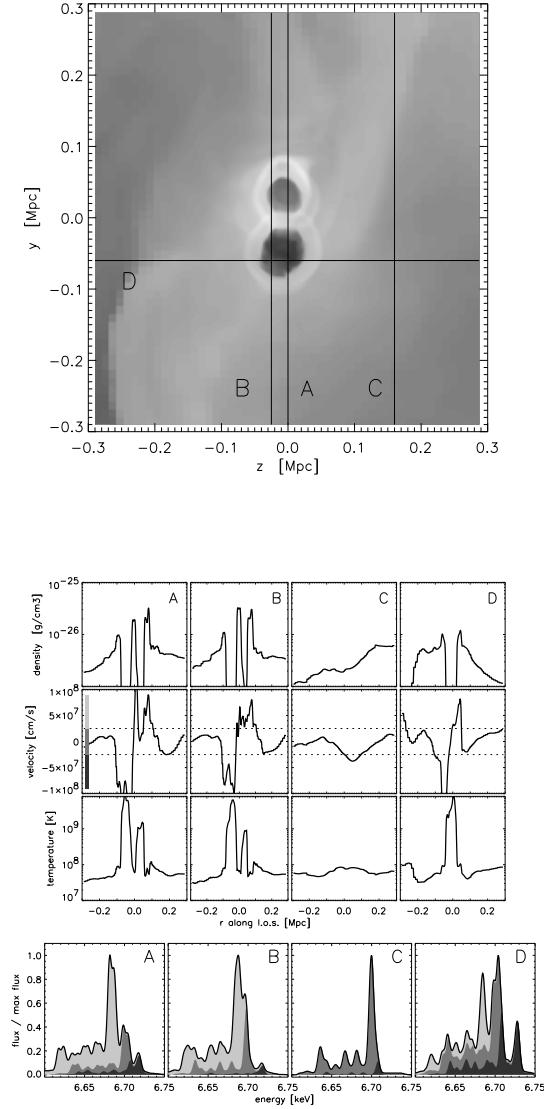 0.3
0.2
0.1
0.0
−0.1
−0.2
−0.3
y [Mpc]
D
B
A
C
−0.3
−0.2
−0.1
0.0
0.1
0.2
0.3
z [Mpc]
density [g/cm3]
10-25
10-26
A
B
C
D
velocity [cm/s]
1×10^8
5×10^7
0
−5×10^7
−1×10^8
temperature [K]
10^9
10^8
10^7
−0.2 0.0 0.2
−0.2 0.0 0.2
−0.2 0.0 0.2
−0.2 0.0 0.2
r along l.o.s. [Mpc]
flux / max flux
1.0
0.8
0.6
0.4
0.2
0.0
A
B
C
D
6.65 6.70 6.75
6.65 6.70 6.75
6.65 6.70 6.75
6.65 6.70 6.75
energy [keV]